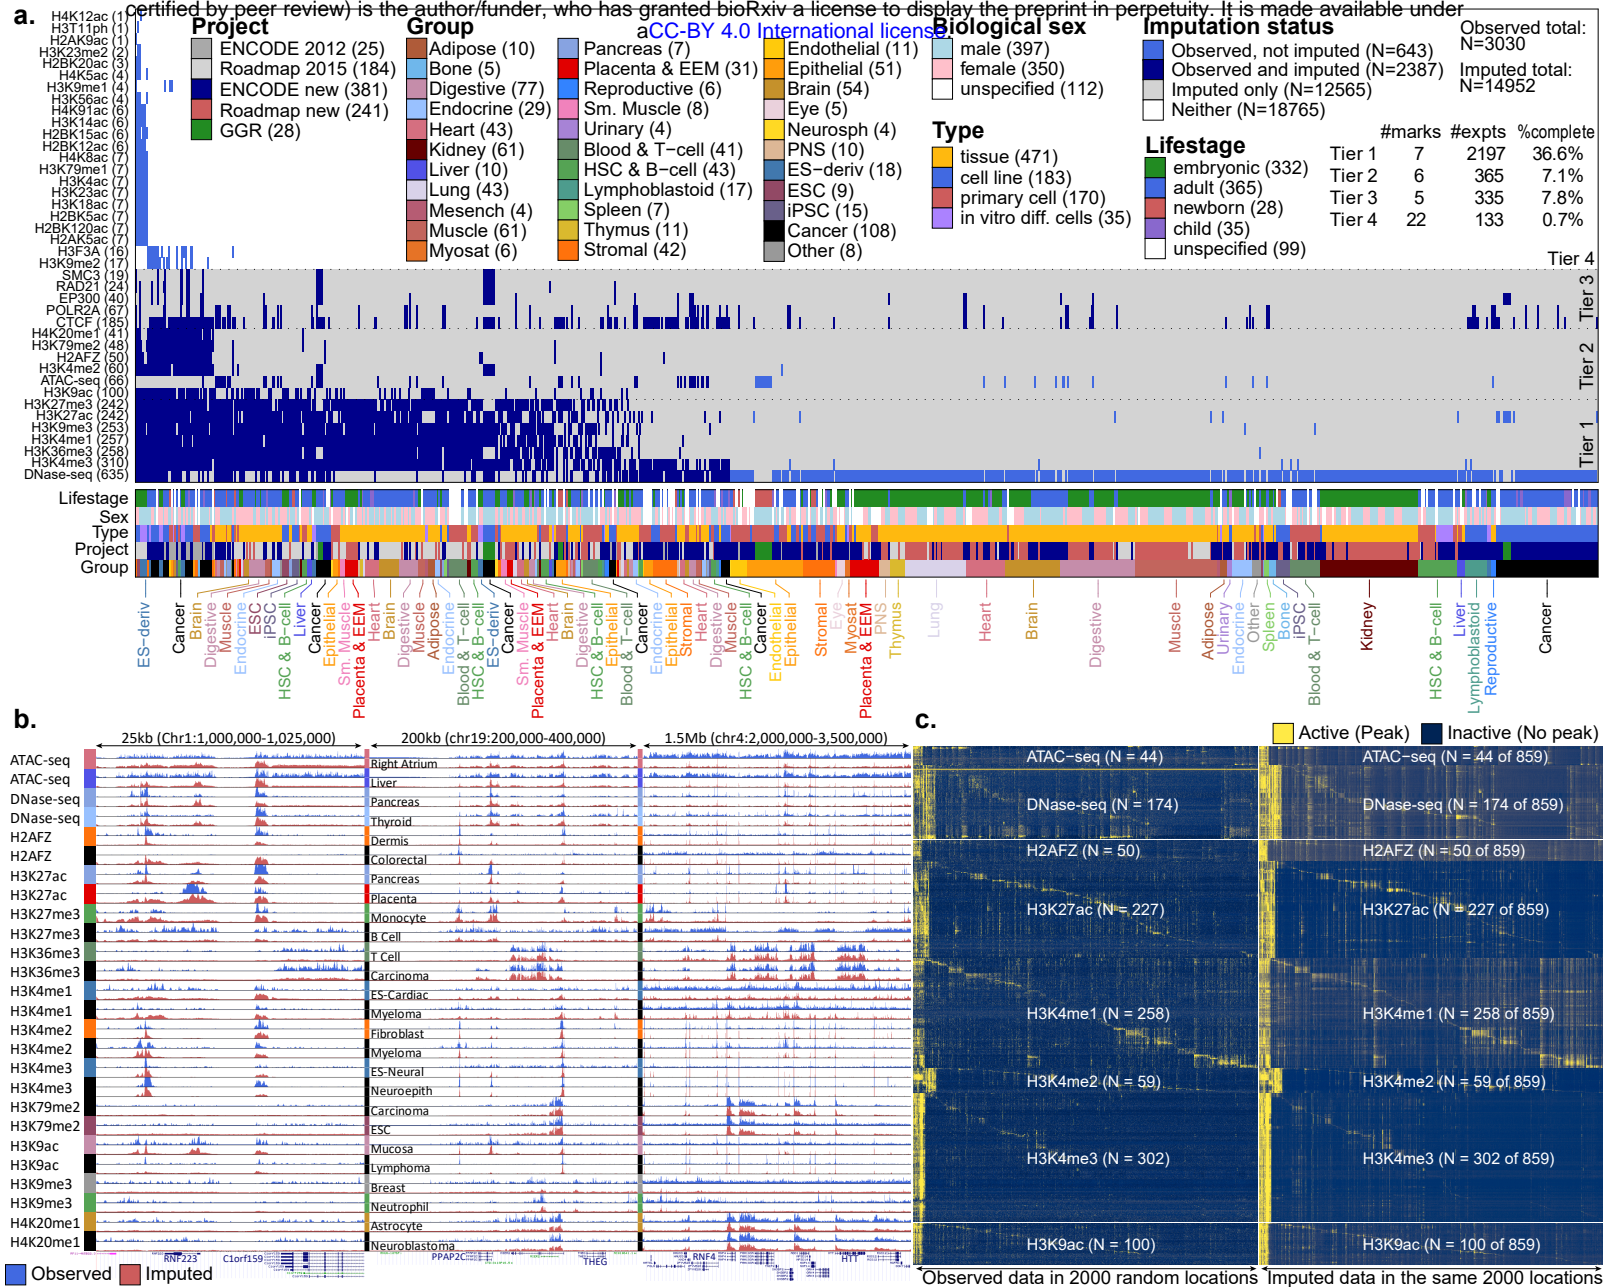 certified by peer review) is the author/funder, who has granted bioRxiv a license to display the preprint in perpetuity. It is made available under
aCC-BY 4.0 International license.
a.
H4K12ac (1)
H3T11ph (1)
H2AK9ac (1)
H3K23me2 (2)
H2BK20ac (3)
H4K5ac (4)
H3K9me1 (4)
H3K56ac (4)
H4K91ac (6)
H3K14ac (6)
H2BK15ac (6)
H2BK12ac (6)
H4K8ac (7)
H3K79me1 (7)
H3K4ac (7)
H3K23ac (7)
H3K18ac (7)
H2BK5ac (7)
H2BK120ac (7)
H2AK5ac (7)
H3F3A (16)
H3K9me2 (17)
SMC3 (19)
RAD21 (24)
EP300 (40)
POLR2A (67)
CTCF (185)
H4K20me1 (41)
H3K79me2 (48)
H2AFZ (50)
H3K4me2 (60)
ATAC-seq (66)
H3K9ac (100)
H3K27me3 (242)
H3K27ac (242)
H3K9me3 (253)
H3K4me1 (257)
H3K36me3 (258)
H3K4me3 (310)
DNase-seq (635)
Project
ENCODE 2012 (25)
Roadmap 2015 (184)
ENCODE new (381)
Roadmap new (241)
GGR (28)
Group
Adipose (10)
Bone (5)
Digestive (77)
Endocrine (29)
Heart (43)
Kidney (61)
Liver (10)
Lung (43)
Mesench (4)
Muscle (61)
Myosat (6)
Pancreas (7)
Placenta & EEM (31)
Reproductive (6)
Sm. Muscle (8)
Urinary (4)
Blood & T−cell (41)
HSC & B−cell (43)
Lymphoblastoid (17)
Spleen (7)
Thymus (11)
Stromal (42)
Endothelial (11)
Epithelial (51)
Brain (54)
Eye (5)
Neurosph (4)
PNS (10)
ES−deriv (18)
ESC (9)
iPSC (15)
Cancer (108)
Other (8)
Biological sex
male (397)
female (350)
unspecified (112)
Type
tissue (471)
cell line (183)
primary cell (170)
in vitro diff. cells (35)
Imputation status
Observed, not imputed (N=643)
Observed and imputed (N=2387)
Imputed only (N=12565)
Neither (N=18765)
Observed total:
N=3030
Imputed total:
N=14952
Lifestage
embryonic (332)
adult (365)
newborn (28)
child (35)
unspecified (99)
#marks #expts %complete
Tier 1 7 2197 36.6%
Tier 2 6 365 7.1%
Tier 3 5 335 7.8%
Tier 4 22 133 0.7%
Tier 4
Tier 3
Tier 2
Tier 1
Lifestage
Sex
Type
Project
Group
ES−deriv
Cancer
Brain
Digestive
Muscle
Endocrine
ESC
iPSC
HSC & B−cell
Liver
Cancer
Epithelial
Sm. Muscle
Placenta & EEM
Heart
Brain
Digestive
Muscle
Adipose
Endocrine
Blood & T−cell
HSC & B−cell
ES−deriv
Cancer
Sm. Muscle
Placenta & EEM
Heart
Brain
Digestive
HSC & B−cell
Epithelial
Blood & T−cell
Cancer
Endocrine
Epithelial
Stromal
Heart
Digestive
Muscle
HSC & B−cell
Cancer
Endothelial
Epithelial
Stromal
Eye
Myosat
Placenta & EEM
PNS
Thymus
Lung
Heart
Brain
Digestive
Muscle
Adipose
Urinary
Endocrine
Other
Spleen
Bone
iPSC
Blood & T−cell
Kidney
HSC & B−cell
Liver
Lymphoblastoid
Reproductive
Cancer
b.
25kb (Chr1:1,000,000-1,025,000)
200kb (chr19:200,000-400,000)
1.5Mb (chr4:2,000,000-3,500,000)
ATAC-seq Right Atrium
ATAC-seq Liver
DNase-seq Pancreas
DNase-seq Thyroid
H2AFZ Dermis
H2AFZ Colorectal
H3K27ac Pancreas
H3K27ac Placenta
H3K27me3 Monocyte
H3K27me3 B Cell
H3K36me3 T Cell
H3K36me3 Carcinoma
H3K4me1 ES-Cardiac
H3K4me1 Myeloma
H3K4me2 Fibroblast
H3K4me2 Myeloma
H3K4me3 ES-Neural
H3K4me3 Neuroepith
H3K79me2 Carcinoma
H3K79me2 ESC
H3K9ac Mucosa
H3K9ac Lymphoma
H3K9me3 Breast
H3K9me3 Neutrophil
H4K20me1 Astrocyte
H4K20me1 Neuroblastoma
RNF223
C1orf159
PPAP2C
THEG
RNF4
HTT
Observed
Imputed
c.
Active (Peak)
Inactive (No peak)
ATAC−seq (N = 44)
DNase−seq (N = 174)
H2AFZ (N = 50)
H3K27ac (N = 227)
H3K4me1 (N = 258)
H3K4me2 (N = 59)
H3K4me3 (N = 302)
H3K9ac (N = 100)
Observed data in 2000 random locations
ATAC−seq (N = 44 of 859)
DNase−seq (N = 174 of 859)
H2AFZ (N = 50 of 859)
H3K27ac (N = 227 of 859)
H3K4me1 (N = 258 of 859)
H3K4me2 (N = 59 of 859)
H3K4me3 (N = 302 of 859)
H3K9ac (N = 100 of 859)
Imputed data in the same 2000 locations